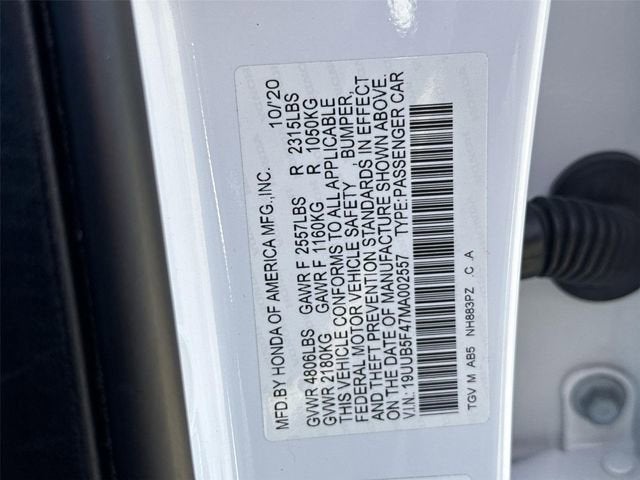 MFD.BY HONDA OF AMERICA MFG.,INC. 10/'20
GVWR 4806LBS GAWR F 2557LBS R 2315LBS
GVWR 2180KG GAWR F 1160KG R 1050KG
THIS VEHICLE CONFORMS TO ALL APPLICABLE
FEDERAL MOTOR VEHICLE SAFETY , BUMPER,
AND THEFT PREVENTION STANDARDS IN EFFECT
ON THE DATE OF MANUFACTURE SHOWN ABOVE.
V.I.N: 19UUB5F47MA002557 TYPE:PASSENGER CAR
TGV M AB5 NH883PZ C A